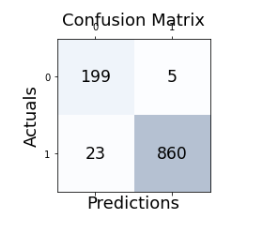 Confusion Matrix
0 1
0 199 5
1 23 860
Actuals
Predictions